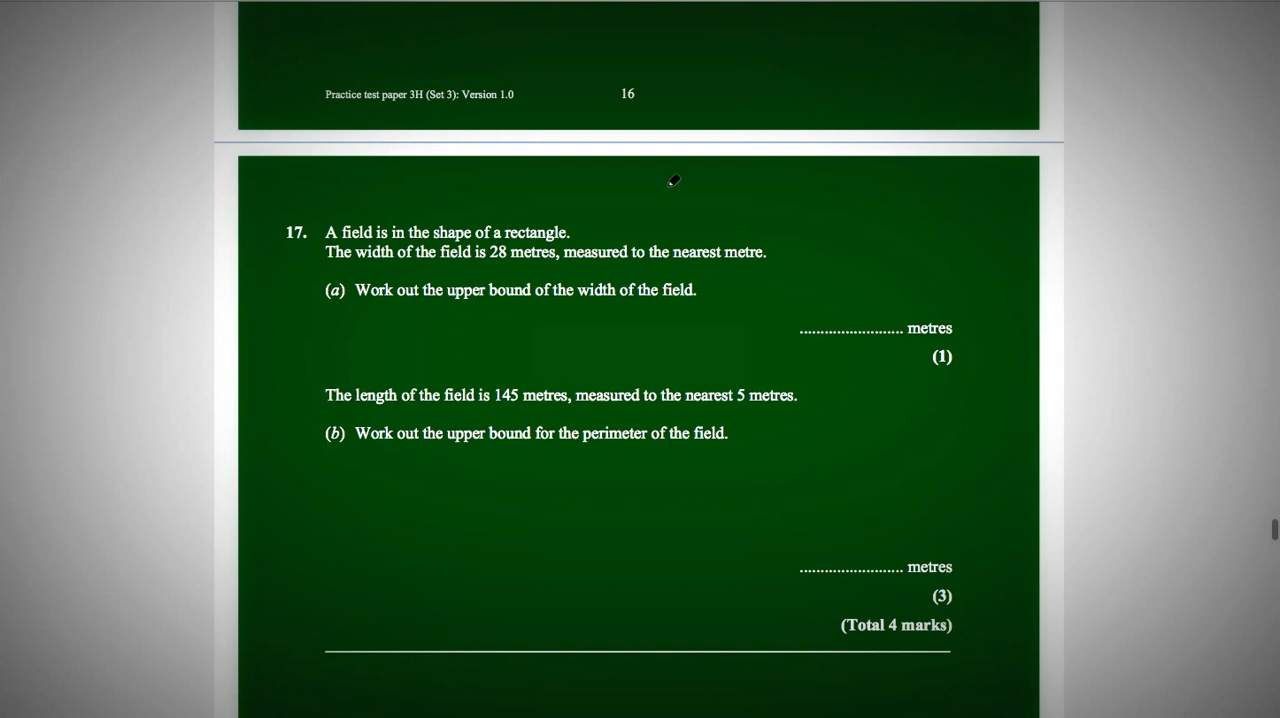 Practice test paper 3H (Set 3): Version 1.0 16
17. A field is in the shape of a rectangle.
The width of the field is 28 metres, measured to the nearest metre.
(a) Work out the upper bound of the width of the field.
......................... metres
(1)
The length of the field is 145 metres, measured to the nearest 5 metres.
(b) Work out the upper bound for the perimeter of the field.
......................... metres
(3)
(Total 4 marks)